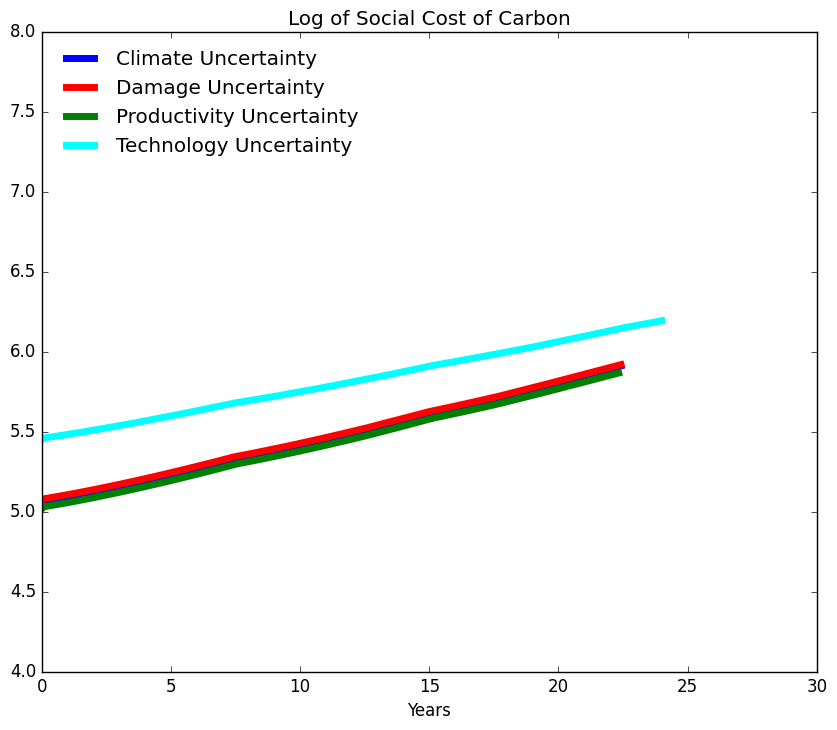 Log of Social Cost of Carbon
8.0
7.5
7.0
6.5
6.0
5.5
5.0
4.5
4.0
Climate Uncertainty
Damage Uncertainty
Productivity Uncertainty
Technology Uncertainty
0 5 10 15 20 25 30
Years